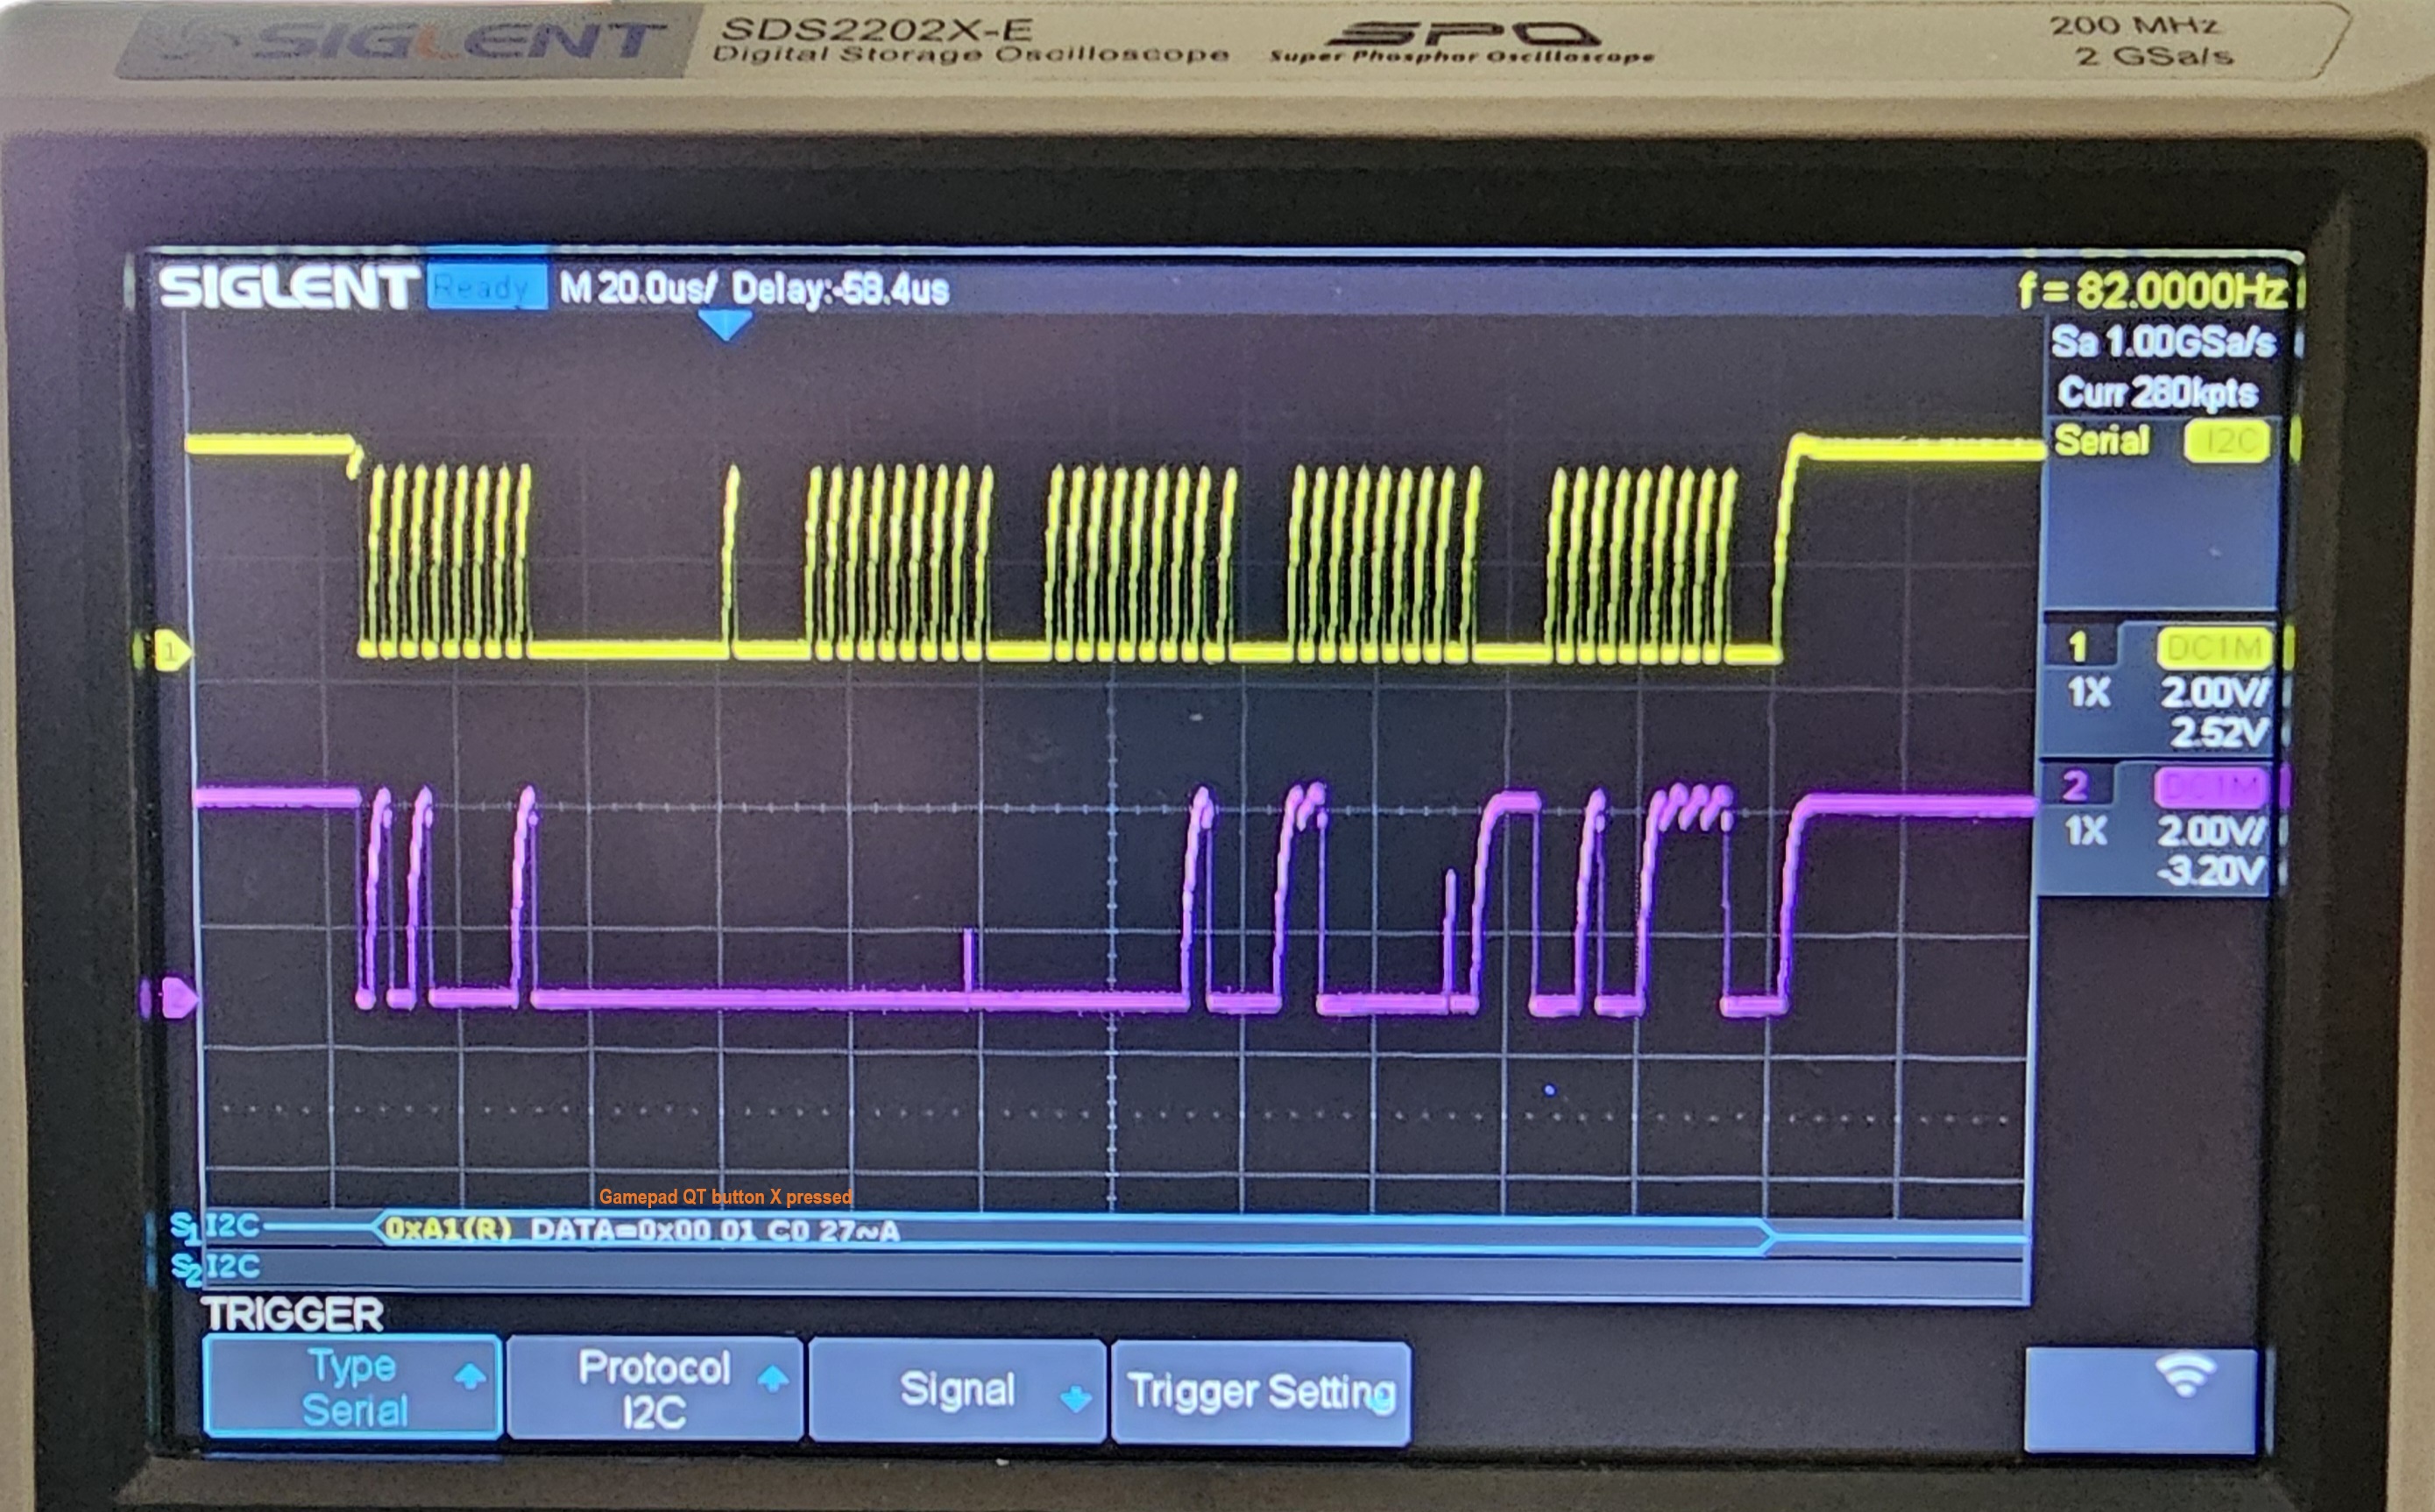 SIGLENT SDS2202X-E SPO 200 MHz
Digital Storage Oscilloscope Super Phosphor Oscilloscope 2 GSa/s
SIGLENT Ready M 20.0us/ Delay:-58.4us f = 82.0000Hz
Sa 1.00GSa/s
Curr 280kpts
Serial I2C
1 DC1M
1X 2.00V/
2.52V
2 DC1M
1X 2.00V/
-3.20V
1
2
Gamepad QT button X pressed
S1 I2C 0xA1(R) DATA=0x00 01 C0 27~A
S2 I2C
TRIGGER
Type Protocol Signal Trigger Setting
Serial I2C